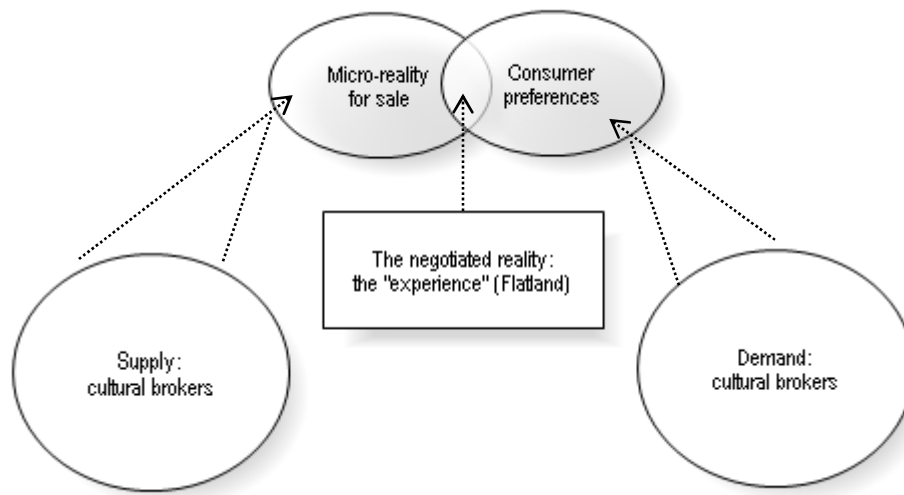 Micro-reality
for sale
Consumer
preferences
The negotiated reality:
the "experience" (Flatland)
Supply:
cultural brokers
Demand:
cultural brokers